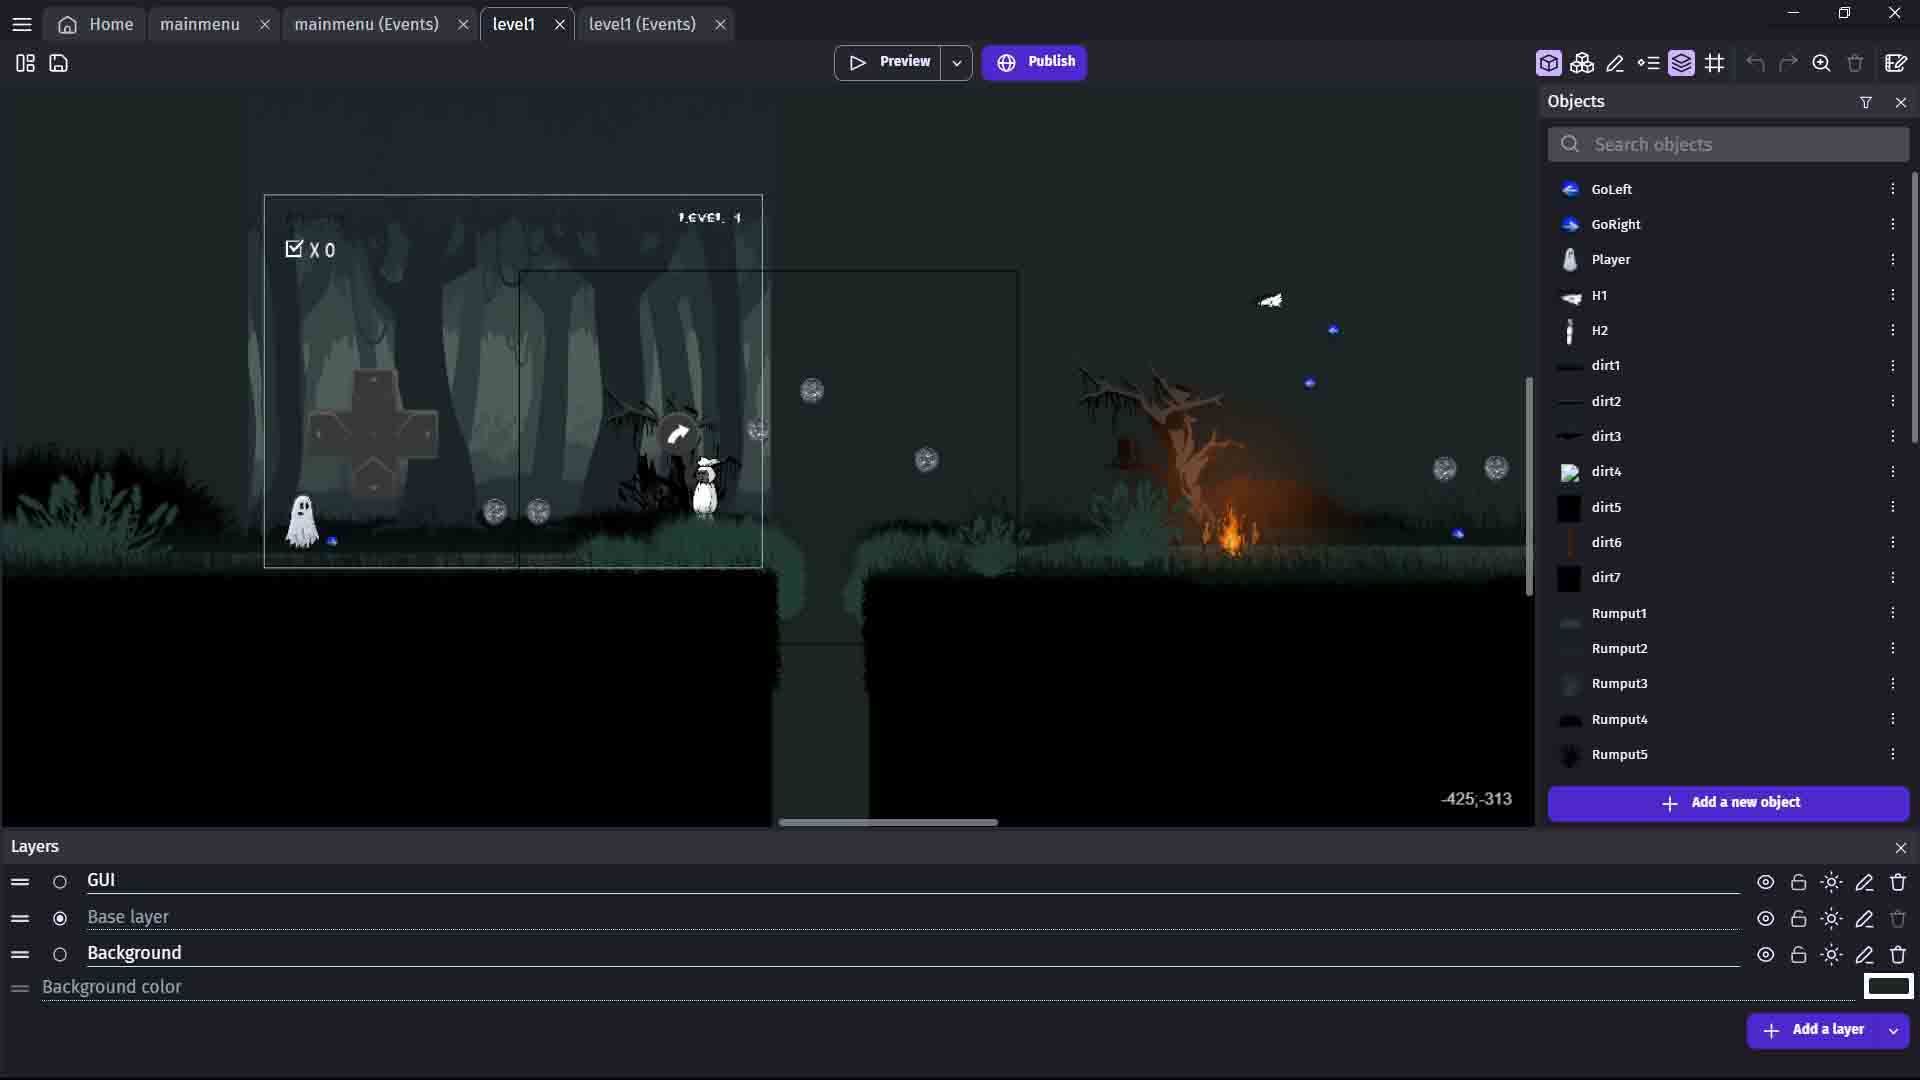 Home
mainmenu
mainmenu (Events)
level1
level1 (Events)
Preview
Publish
Objects
Search objects
GoLeft
GoRight
Player
H1
H2
dirt1
dirt2
dirt3
dirt4
dirt5
dirt6
dirt7
Rumput1
Rumput2
Rumput3
Rumput4
Rumput5
Add a new object
LEVEL 1
X 0
-425;-313
Layers
GUI
Base layer
Background
Background color
Add a layer